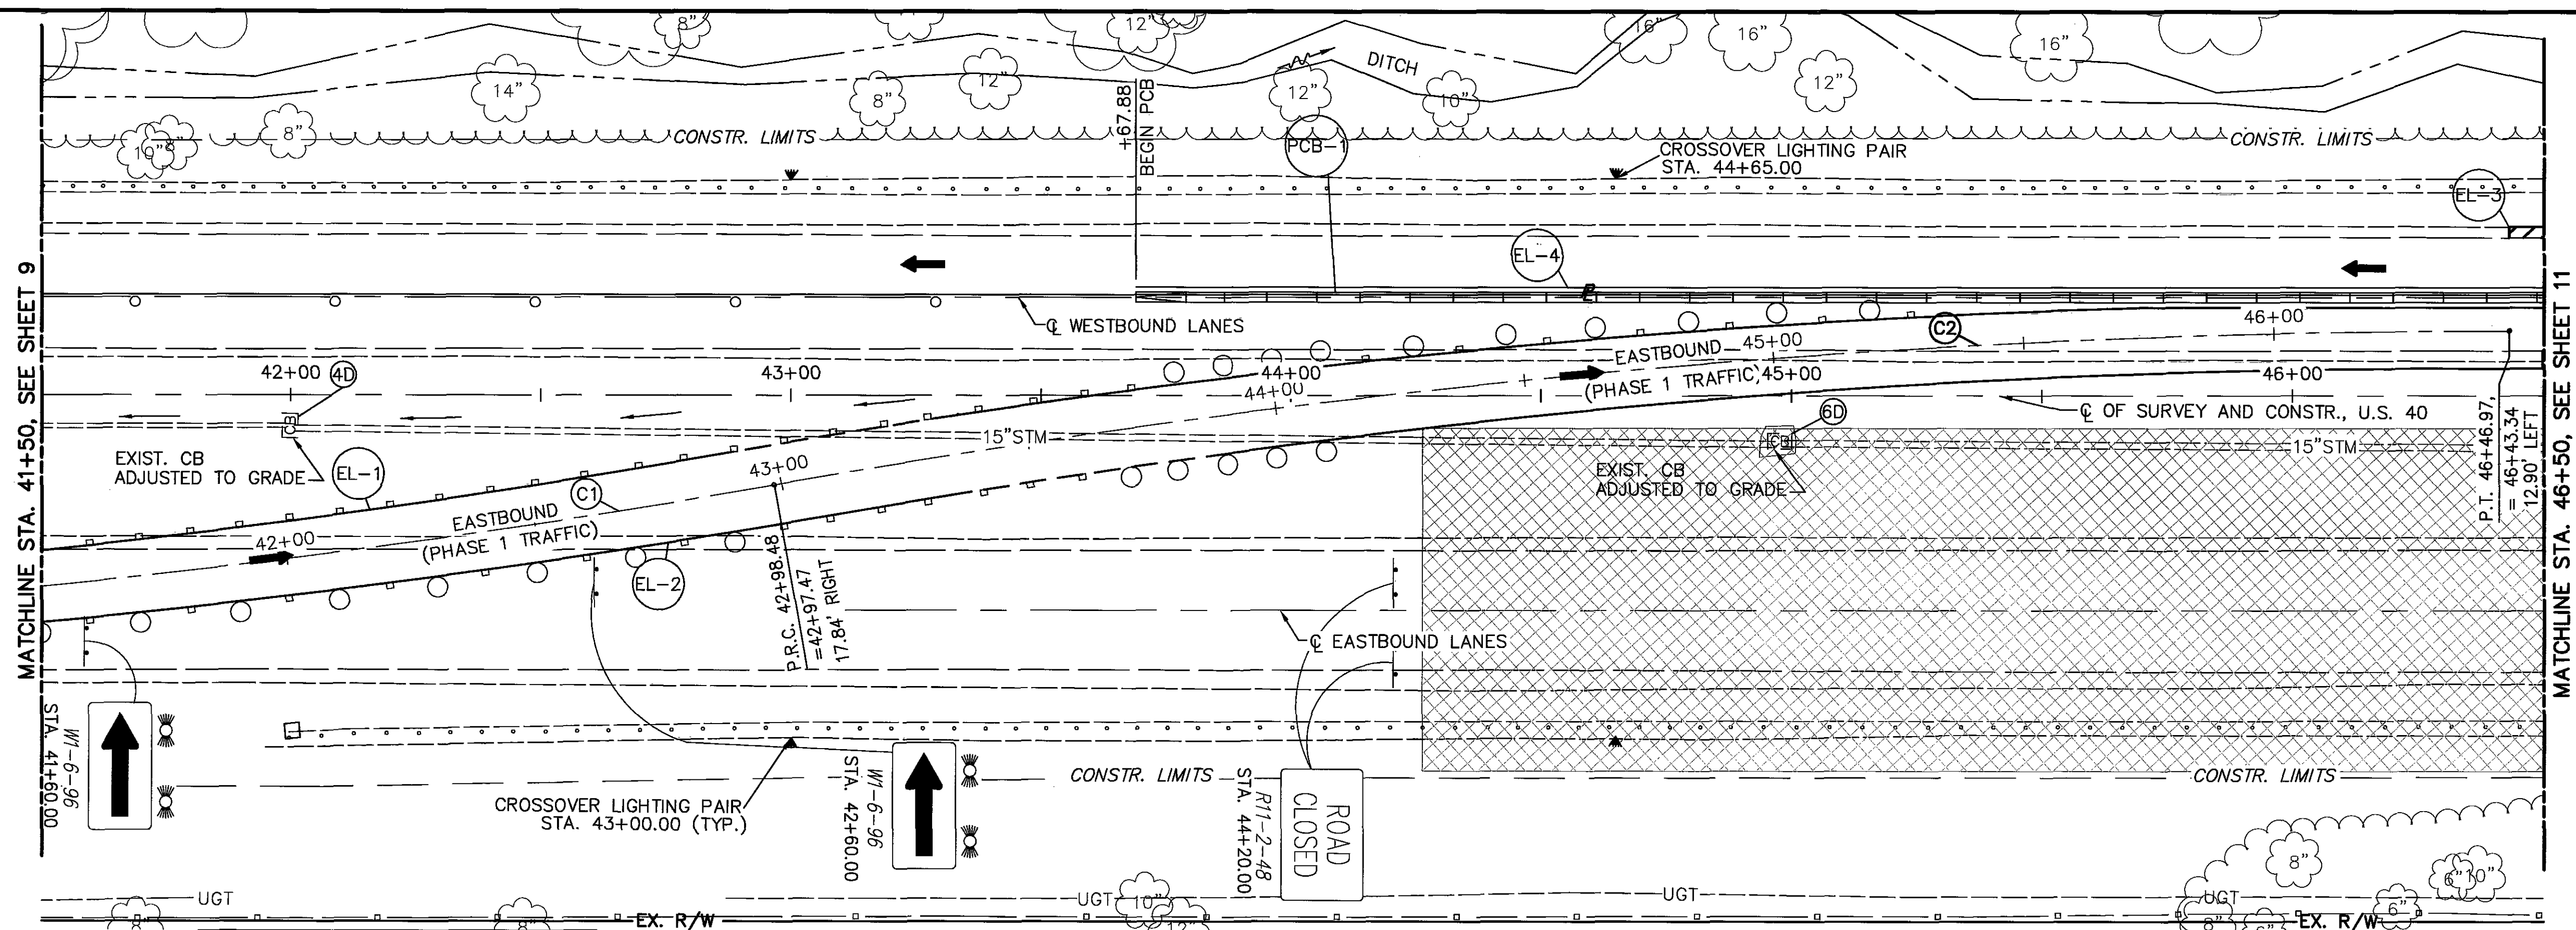 8"
12"
16"
16"
16"
DITCH
14"
8"
12"
12"
10"
12"
10"
8"
8"
CONSTR. LIMITS
+67.88
BEGIN PCB
PCB-1
CROSSOVER LIGHTING PAIR
STA. 44+65.00
CONSTR. LIMITS
EL-3
EL-4
MATCHLINE STA. 41+50, SEE SHEET 9
MATCHLINE STA. 46+50, SEE SHEET 11
℄ WESTBOUND LANES
C2
46+00
EASTBOUND
45+00
(PHASE 1 TRAFFIC)
45+00
46+00
42+00
4D
43+00
44+00
44+00
CB
15"STM
6D
℄ OF SURVEY AND CONSTR., U.S. 40
CB
15"STM
EXIST. CB
ADJUSTED TO GRADE
EL-1
43+00
C1
EXIST. CB
ADJUSTED TO GRADE
P.T. 46+46.97,
= 46+43.34
12.90' LEFT
42+00
EASTBOUND
(PHASE 1 TRAFFIC)
EL-2
P.R.C. 42+98.48
=42+97.47
17.84' RIGHT
℄ EASTBOUND LANES
W1-6-96
STA. 41+60.00
CROSSOVER LIGHTING PAIR
STA. 43+00.00 (TYP.)
W1-6-96
STA. 42+60.00
CONSTR. LIMITS
R11-2-48
STA. 44+20.00
ROAD
CLOSED
CONSTR. LIMITS
8"
6"
10"
UGT
UGT
10"
UGT
UGT
6"
8"
EX. R/W
8"
12"
8"
6"
EX. R/W